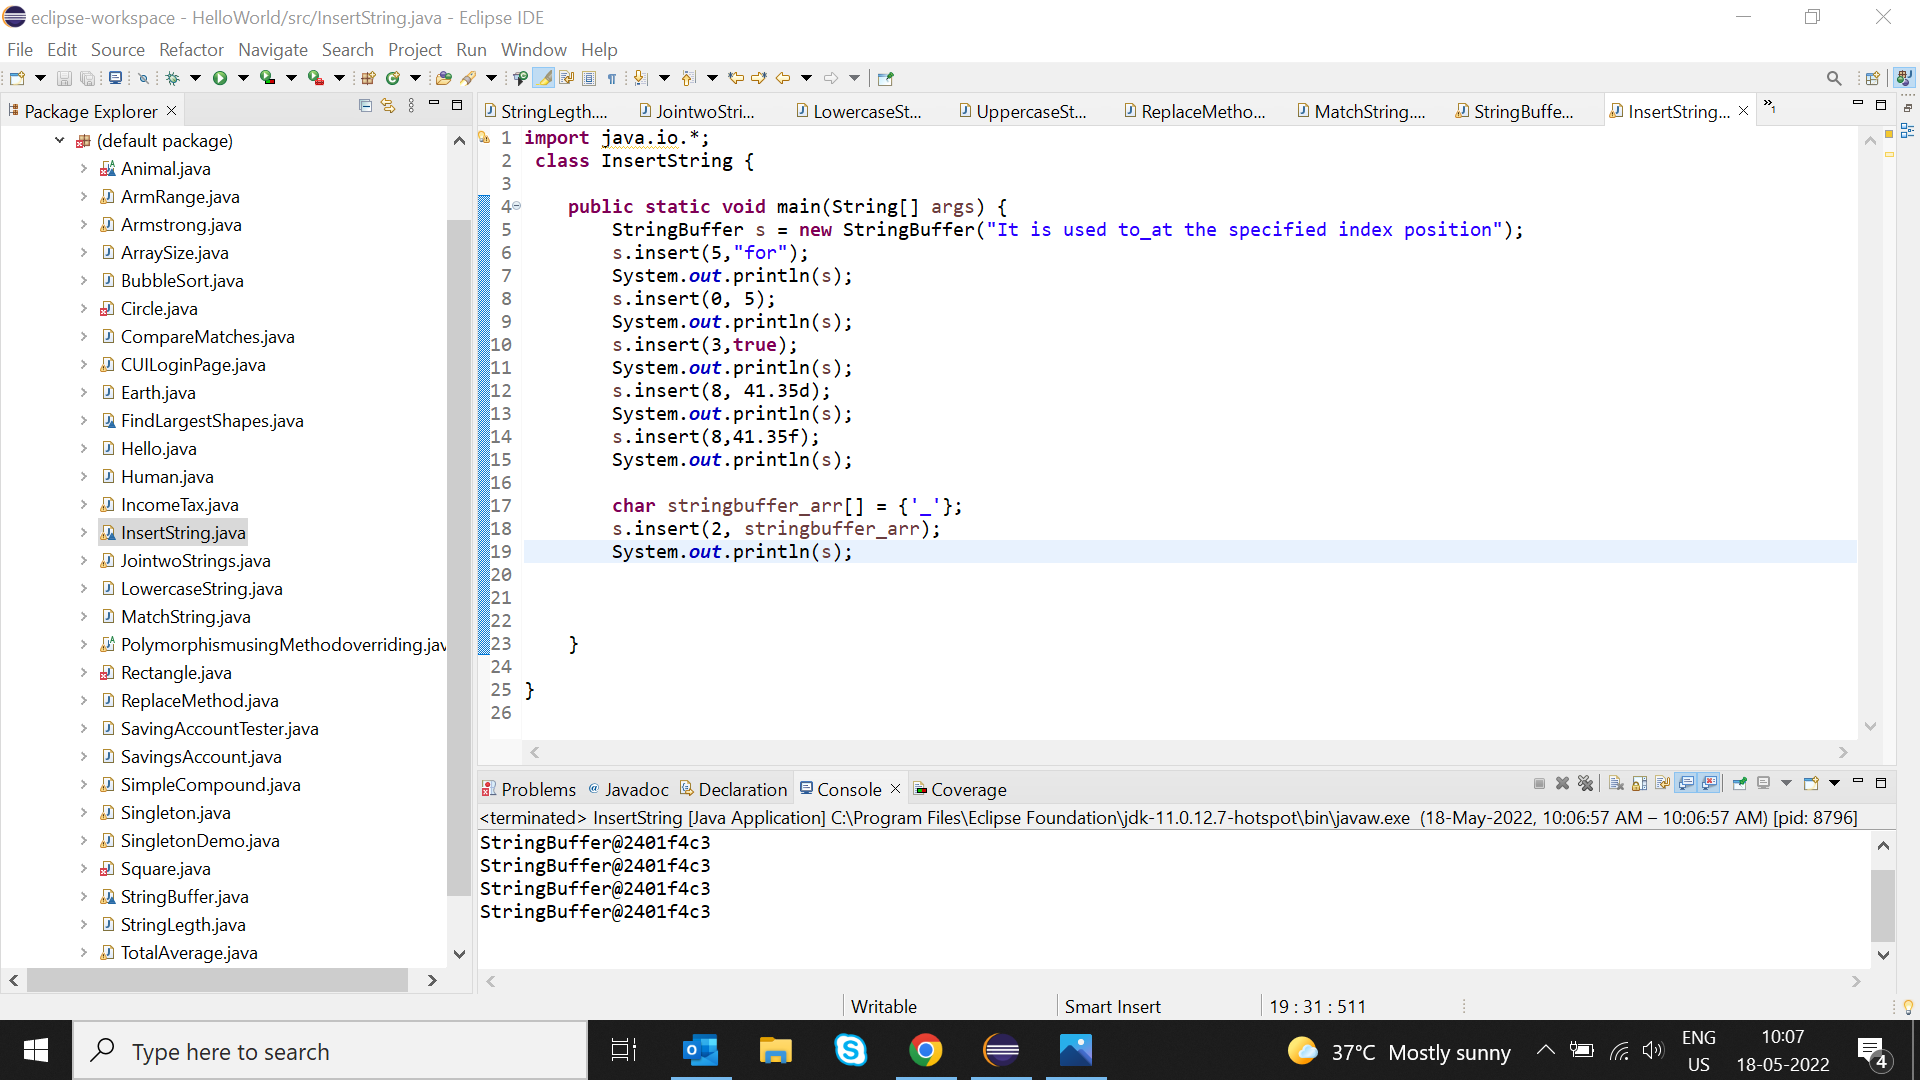 eclipse-workspace - HelloWorld/src/InsertString.java - Eclipse IDE
File Edit Source Refactor Navigate Search Project Run Window Help
Package Explorer
(default package)
Animal.java
ArmRange.java
Armstrong.java
ArraySize.java
BubbleSort.java
Circle.java
CompareMatches.java
CUILoginPage.java
Earth.java
FindLargestShapes.java
Hello.java
Human.java
IncomeTax.java
InsertString.java
JointwoStrings.java
LowercaseString.java
MatchString.java
PolymorphismusingMethodoverriding.jav
Rectangle.java
ReplaceMethod.java
SavingAccountTester.java
SavingsAccount.java
SimpleCompound.java
Singleton.java
SingletonDemo.java
Square.java
StringBuffer.java
StringLegth.java
TotalAverage.java
StringLegth.... JointwoStri... LowercaseSt... UppercaseSt... ReplaceMetho... MatchString.... StringBuffe... InsertString... »1
1 import java.io.*;
2 class InsertString {
3
4 public static void main(String[] args) {
5 StringBuffer s = new StringBuffer("It is used to_at the specified index position");
6 s.insert(5,"for");
7 System.out.println(s);
8 s.insert(0, 5);
9 System.out.println(s);
10 s.insert(3,true);
11 System.out.println(s);
12 s.insert(8, 41.35d);
13 System.out.println(s);
14 s.insert(8,41.35f);
15 System.out.println(s);
16
17 char stringbuffer_arr[] = {'_'};
18 s.insert(2, stringbuffer_arr);
19 System.out.println(s);
20
21
22
23 }
24
25 }
26
Problems @ Javadoc Declaration Console Coverage
<terminated> InsertString [Java Application] C:\Program Files\Eclipse Foundation\jdk-11.0.12.7-hotspot\bin\javaw.exe (18-May-2022, 10:06:57 AM – 10:06:57 AM) [pid: 8796]
StringBuffer@2401f4c3
StringBuffer@2401f4c3
StringBuffer@2401f4c3
StringBuffer@2401f4c3
Writable Smart Insert 19 : 31 : 511
Type here to search
37°C Mostly sunny
ENG
US
10:07
18-05-2022
4